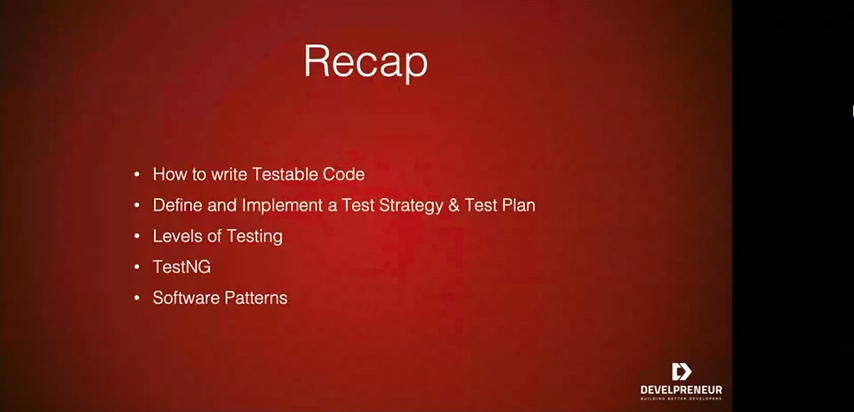 Recap
• How to write Testable Code
• Define and Implement a Test Strategy & Test Plan
• Levels of Testing
• TestNG
• Software Patterns
DEVELPRENEUR
BUILDING BETTER DEVELOPERS